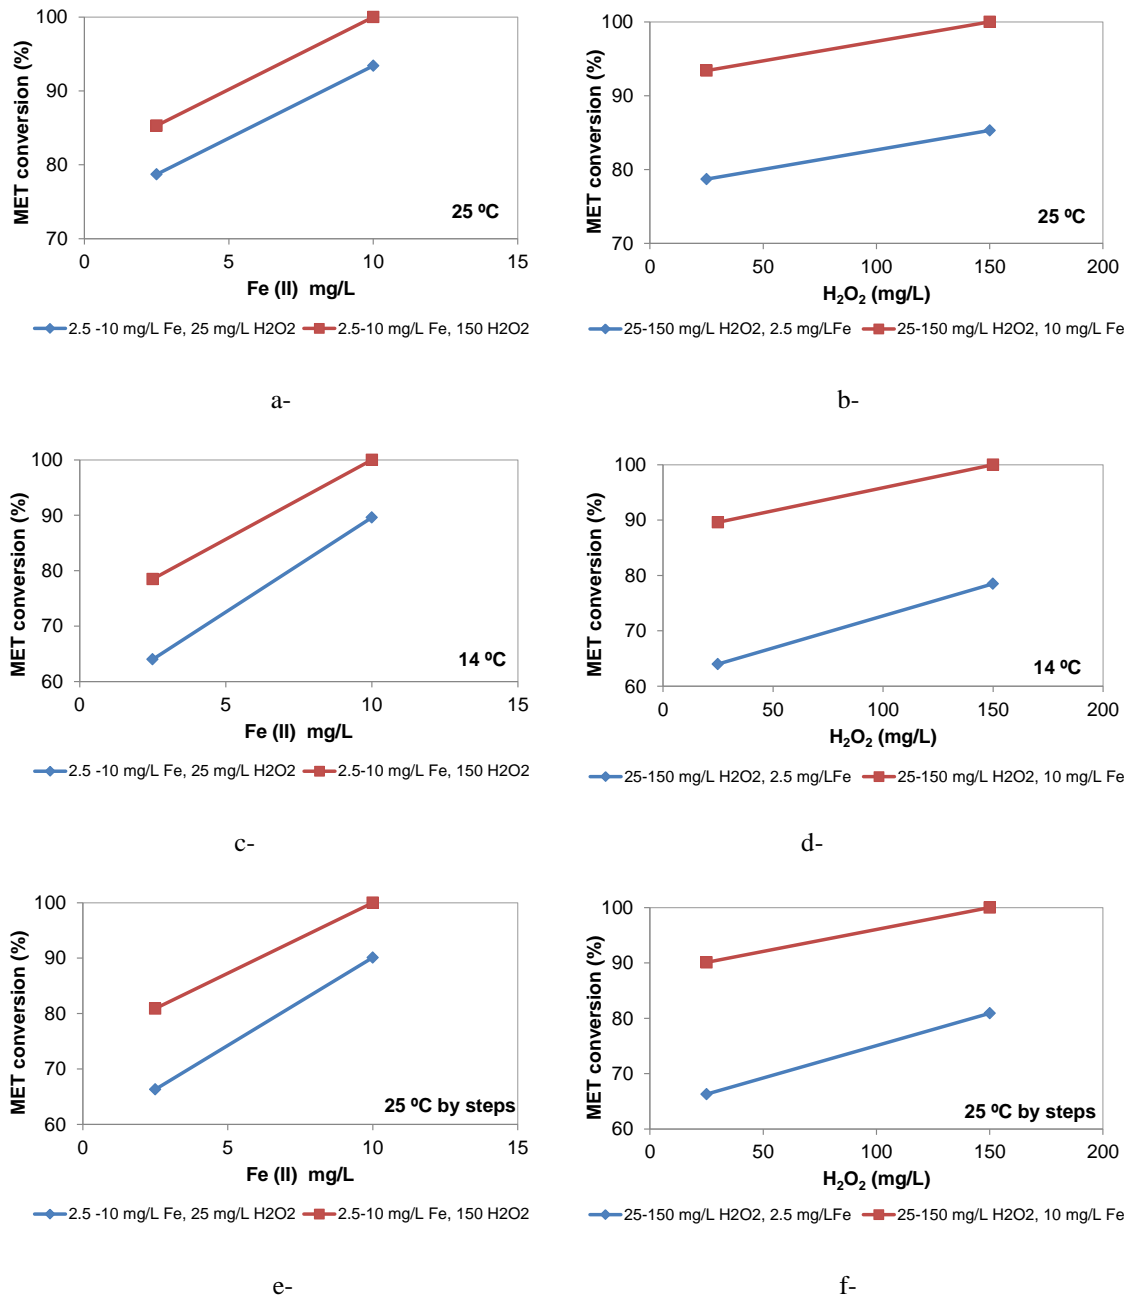 100
90
80
70
0
5
10
15
MET conversion (%)
25 ºC
Fe (II) mg/L
2.5 -10 mg/L Fe, 25 mg/L H2O2
2.5-10 mg/L Fe, 150 H2O2
a-
100
90
80
70
0
50
100
150
200
MET conversion (%)
25 ºC
H₂O₂ (mg/L)
25-150 mg/L H2O2, 2.5 mg/LFe
25-150 mg/L H2O2, 10 mg/L Fe
b-
100
90
80
70
60
0
5
10
15
MET conversion (%)
14 ºC
Fe (II) mg/L
2.5 -10 mg/L Fe, 25 mg/L H2O2
2.5-10 mg/L Fe, 150 H2O2
c-
100
90
80
70
60
0
50
100
150
200
MET conversion (%)
14 ºC
H₂O₂ (mg/L)
25-150 mg/L H2O2, 2.5 mg/LFe
25-150 mg/L H2O2, 10 mg/L Fe
d-
100
90
80
70
60
0
5
10
15
MET conversion (%)
25 ºC by steps
Fe (II) mg/L
2.5 -10 mg/L Fe, 25 mg/L H2O2
2.5-10 mg/L Fe, 150 H2O2
e-
100
90
80
70
60
0
50
100
150
200
MET conversion (%)
25 ºC by steps
H₂O₂ (mg/L)
25-150 mg/L H2O2, 2.5 mg/LFe
25-150 mg/L H2O2, 10 mg/L Fe
f-